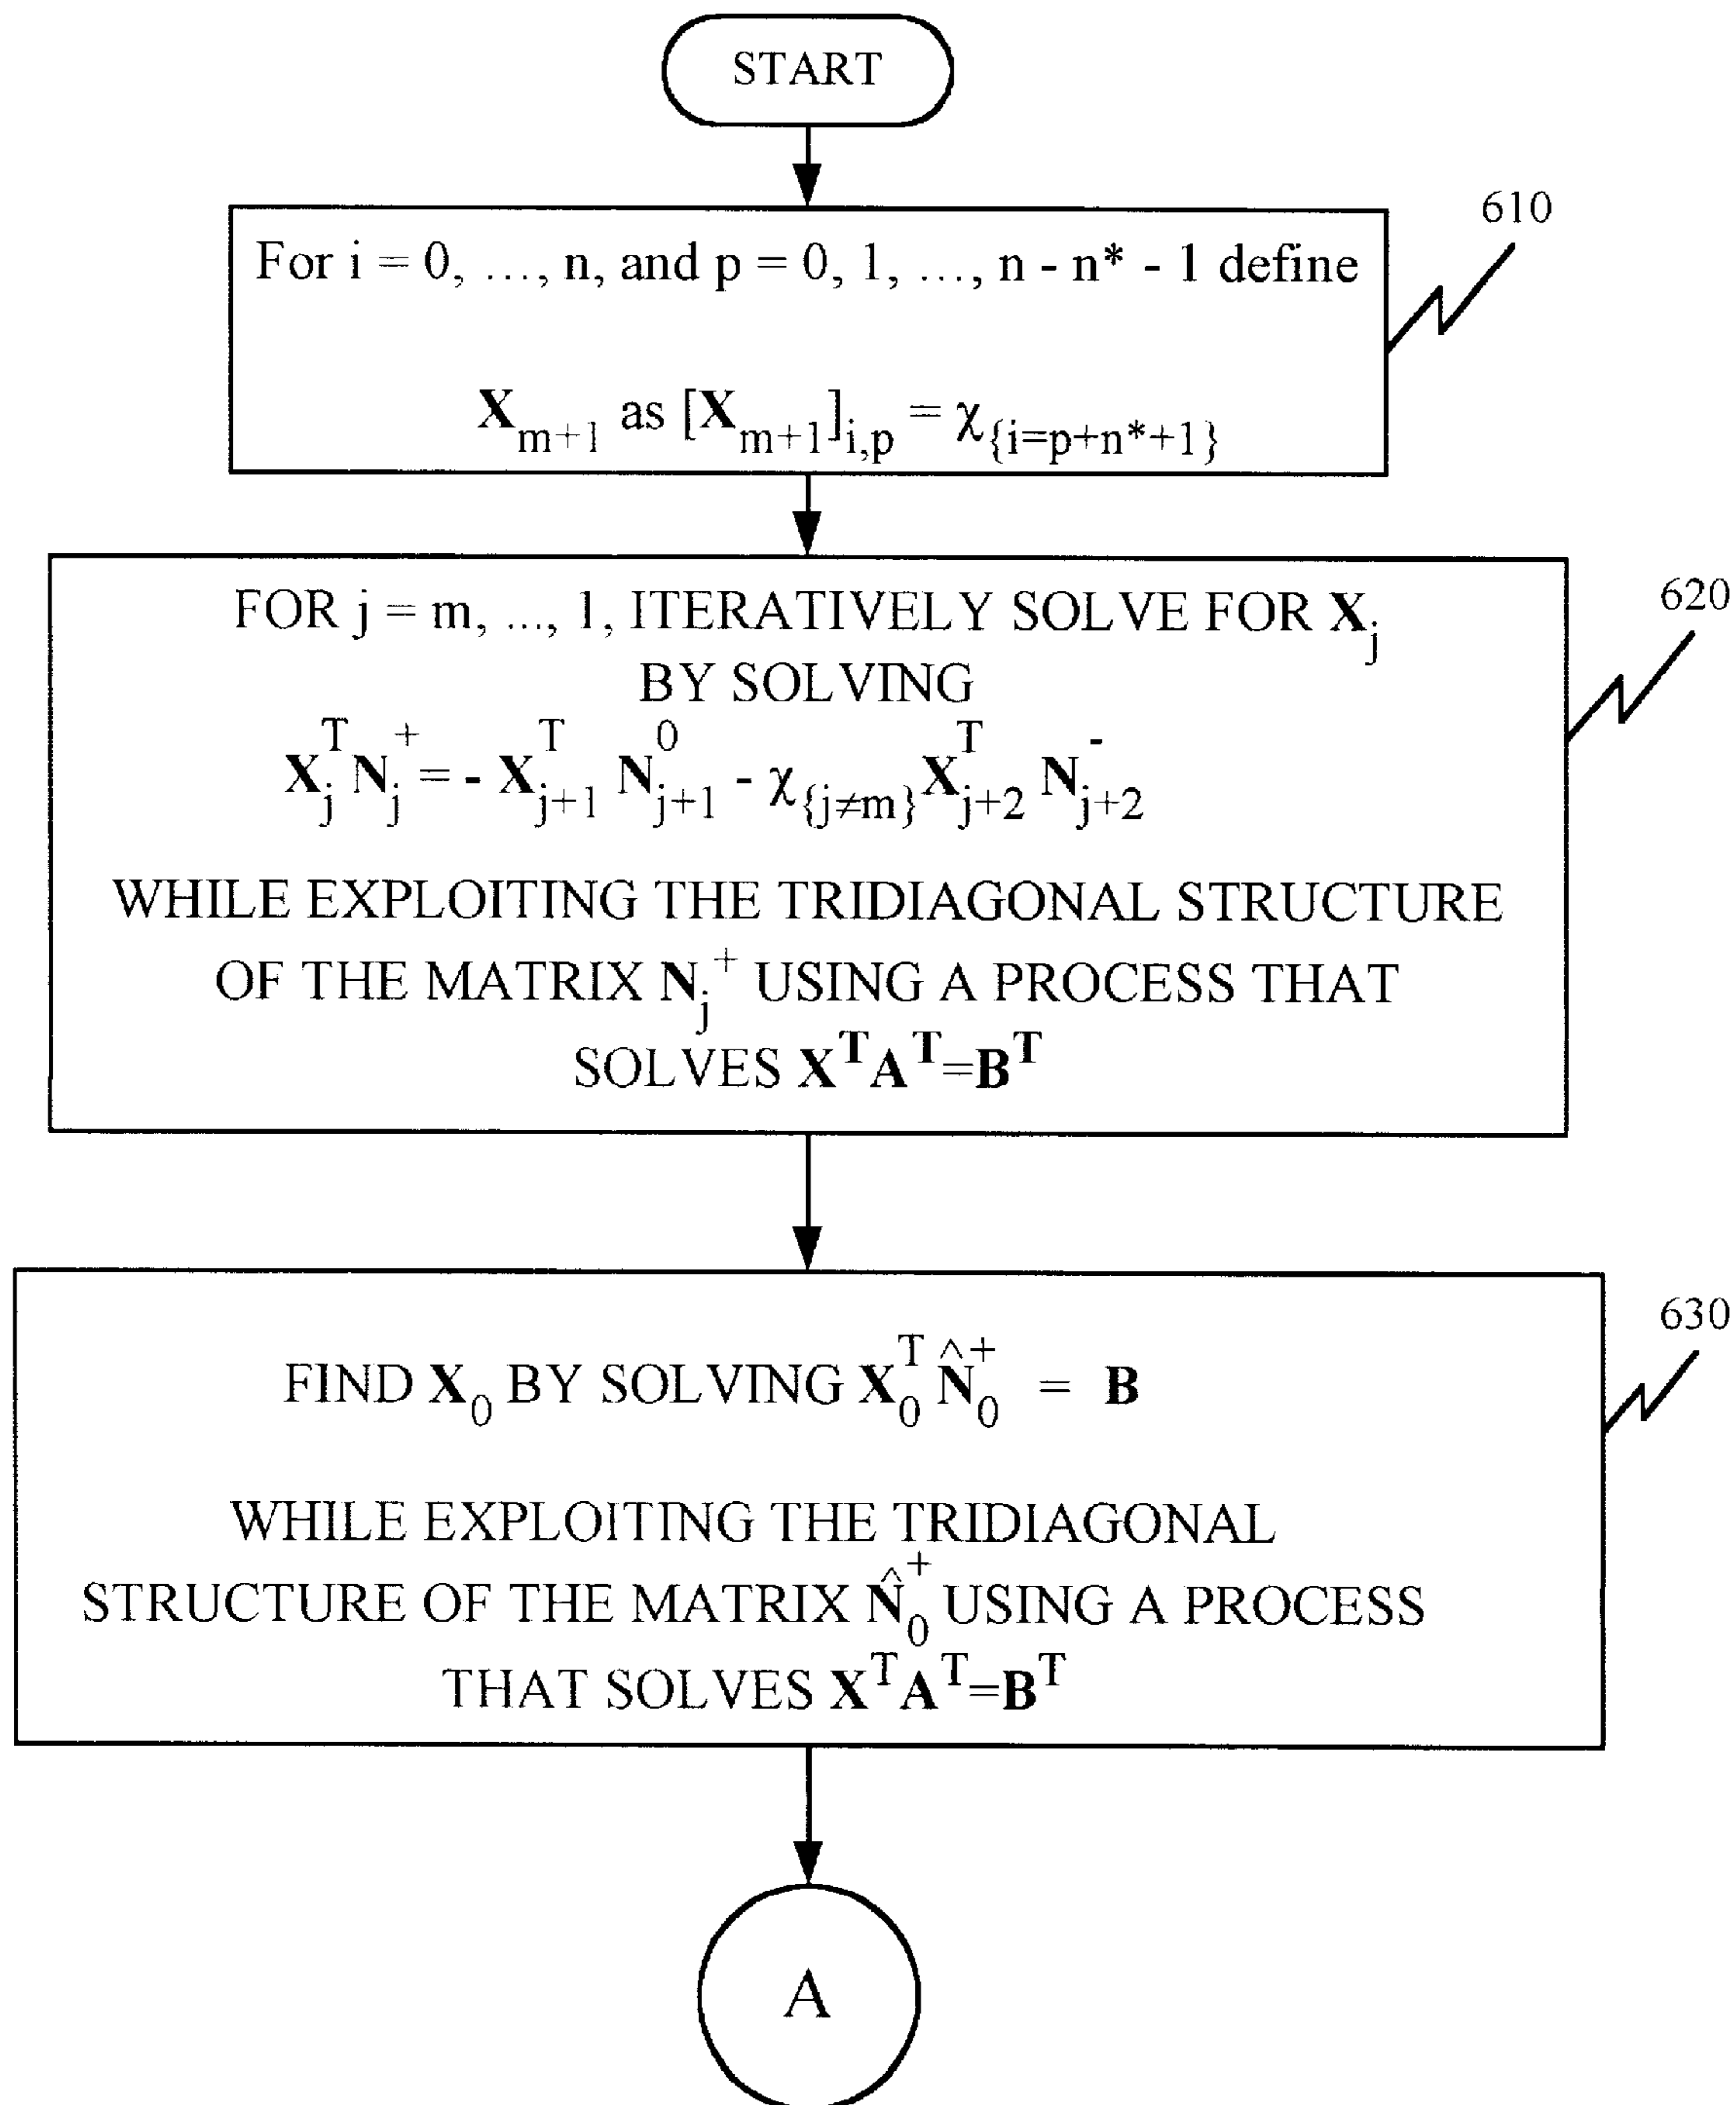 START
610
For i = 0, ..., n, and p = 0, 1, ..., n - n* - 1 define
X_{m+1} as [X_{m+1}]_{i,p} = χ_{{i=p+n*+1}}
620
FOR j = m, ..., 1, ITERATIVELY SOLVE FOR X_j
BY SOLVING
X_j^T N_j^+ = - X_{j+1}^T N_{j+1}^0 - χ_{{j≠m}} X_{j+2}^T N_{j+2}^-
WHILE EXPLOITING THE TRIDIAGONAL STRUCTURE
OF THE MATRIX N_j^+ USING A PROCESS THAT
SOLVES X^T A^T = B^T
630
FIND X_0 BY SOLVING X_0^T N̂_0^+ = B
WHILE EXPLOITING THE TRIDIAGONAL
STRUCTURE OF THE MATRIX N̂_0^+ USING A PROCESS
THAT SOLVES X^T A^T = B^T
A